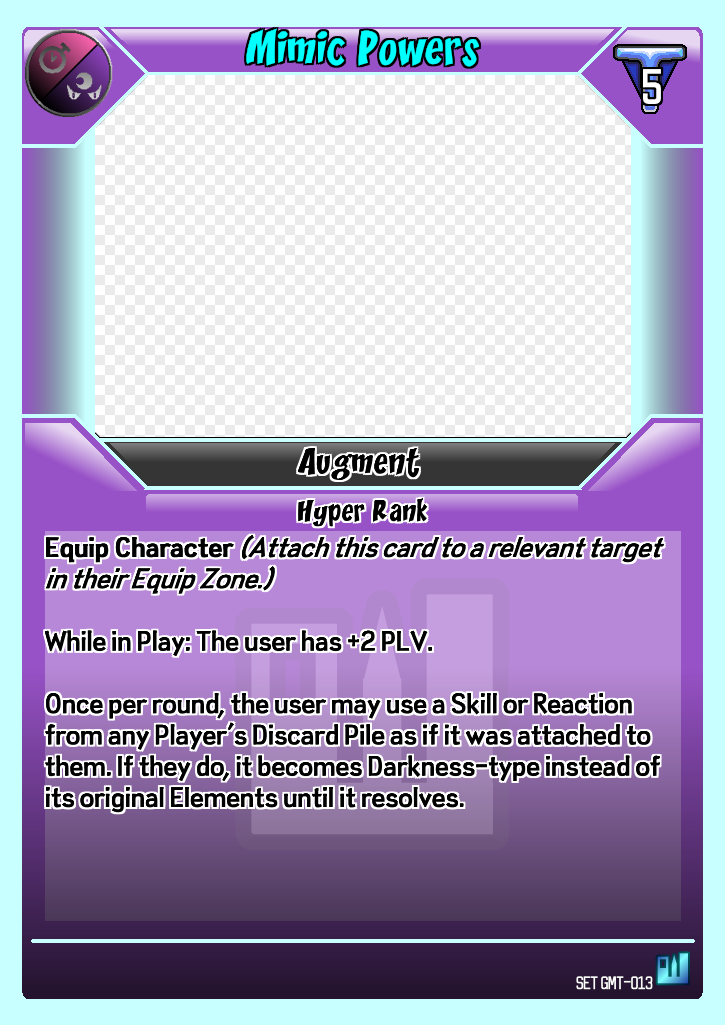 Mimic Powers
5
Augment
Hyper Rank
Equip Character (Attach this card to a relevant target
in their Equip Zone.)
While in Play: The user has +2 PLV.
Once per round, the user may use a Skill or Reaction
from any Player's Discard Pile as if it was attached to
them. If they do, it becomes Darkness-type instead of
its original Elements until it resolves.
SET GMT-013